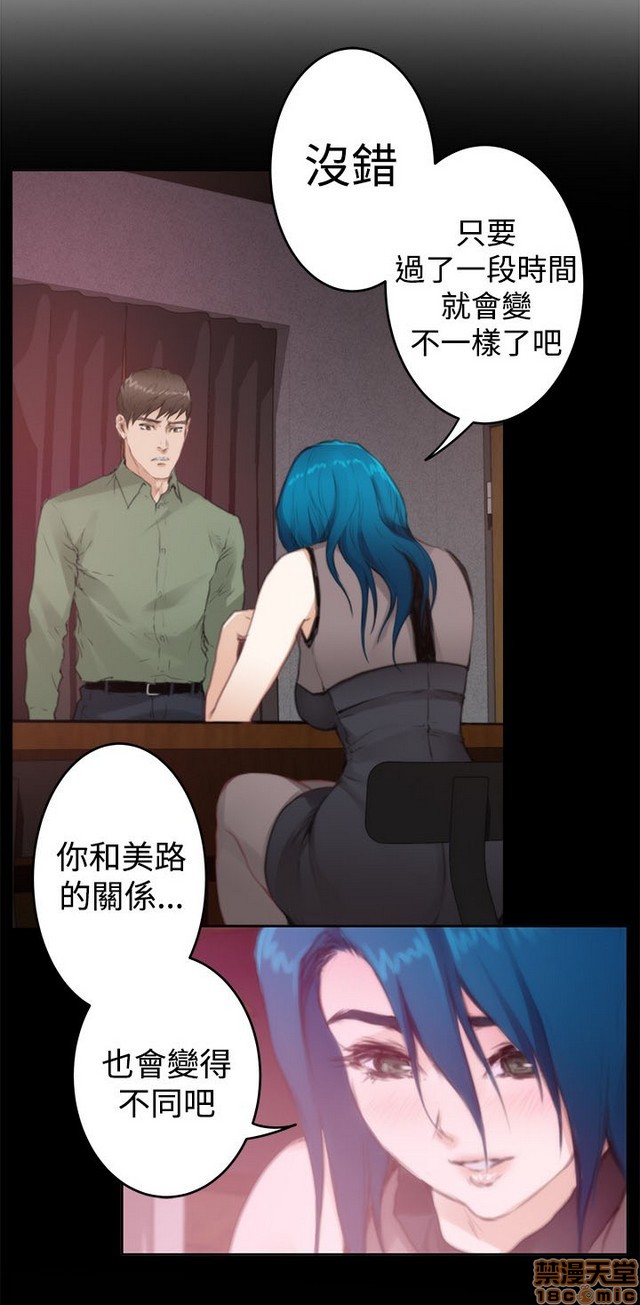 沒錯
只要
過了一段時間
就會變
不一樣了吧
你和美路
的關係...
也會變得
不同吧
禁漫天堂
18comic